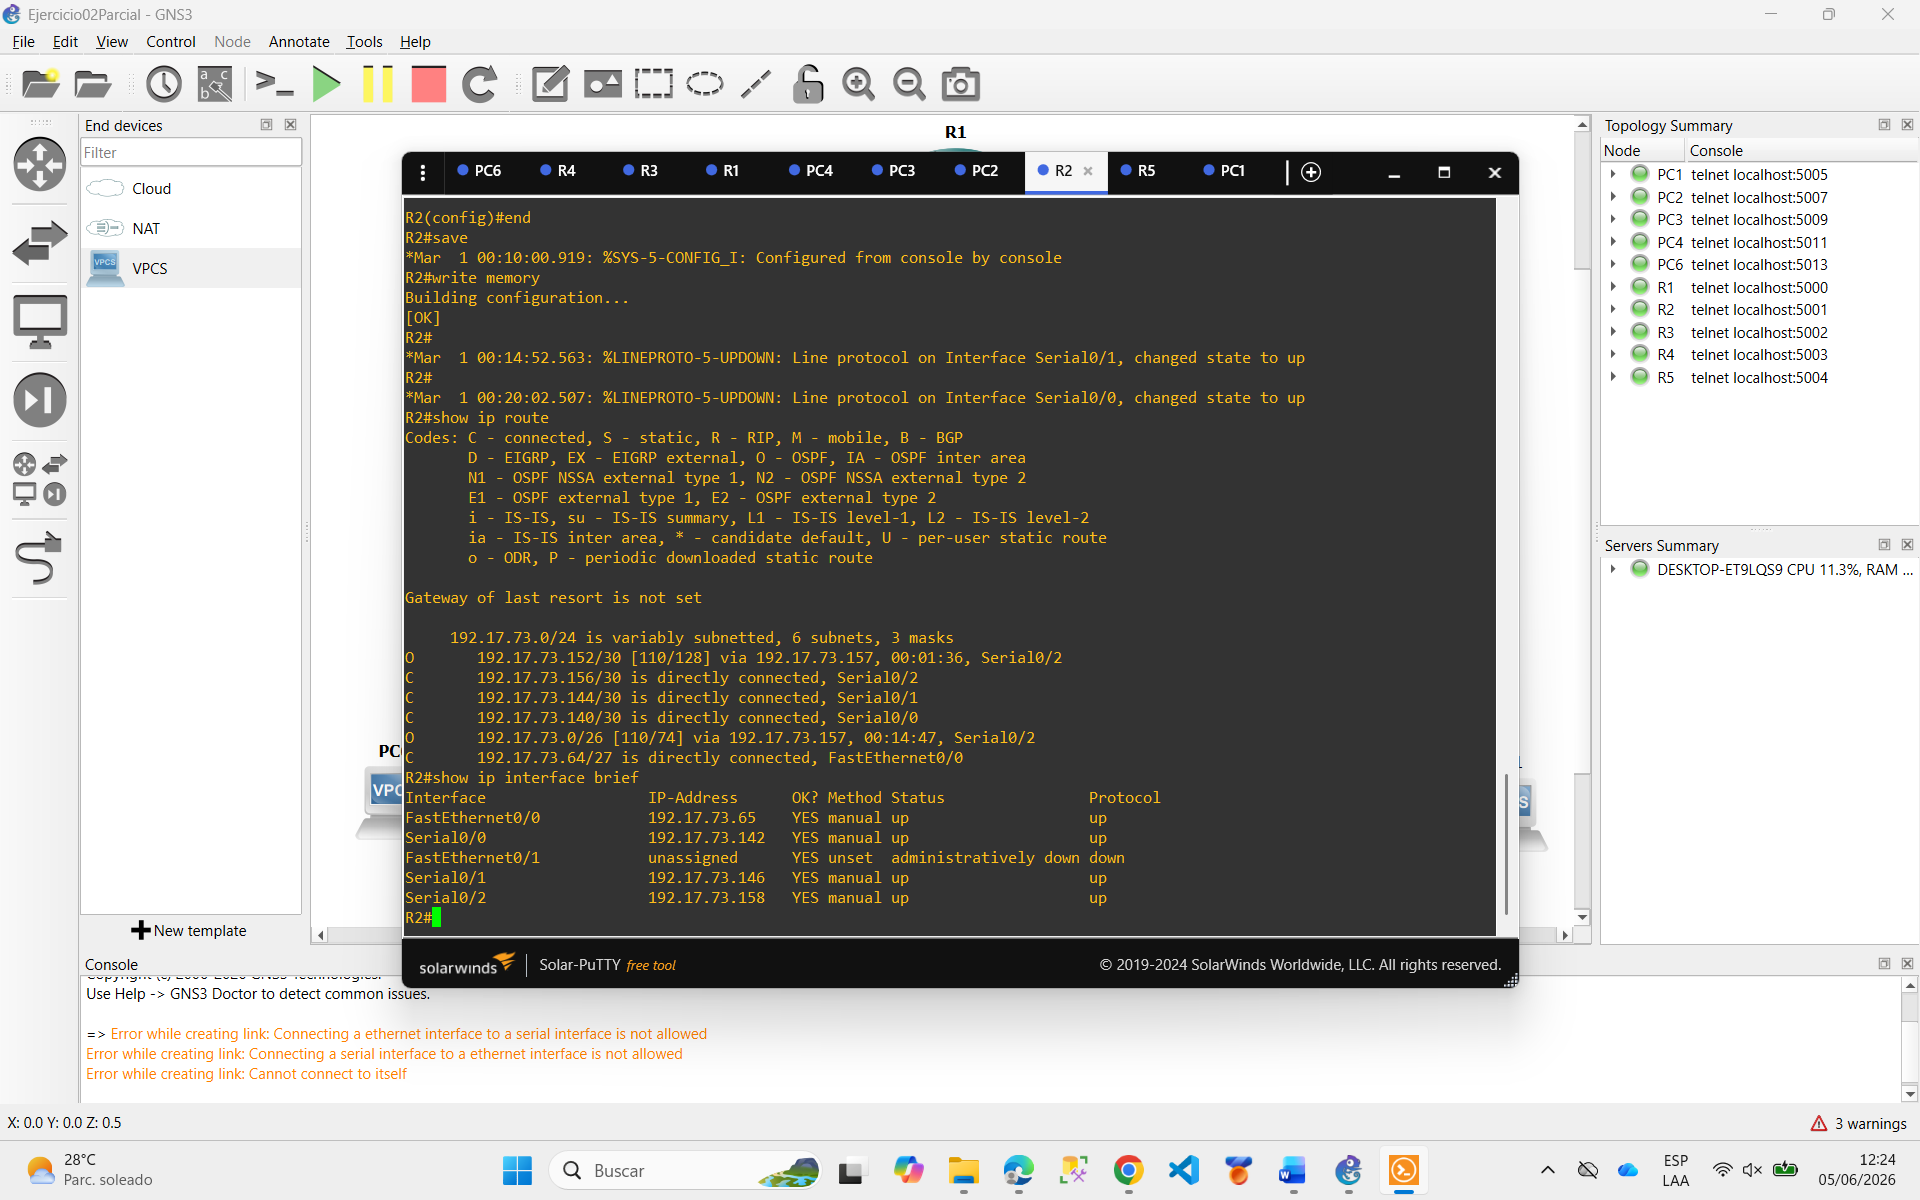 Ejercicio02Parcial - GNS3
File Edit View Control Node Annotate Tools Help
End devices
Filter
Cloud
NAT
VPCS
VPCS
New template
R1
PC6 R4 R3 R1 PC4 PC3 PC2 R2 R5 PC1
R2(config)#end
R2#save
*Mar  1 00:10:00.919: %SYS-5-CONFIG_I: Configured from console by console
R2#write memory
Building configuration...
[OK]
R2#
*Mar  1 00:14:52.563: %LINEPROTO-5-UPDOWN: Line protocol on Interface Serial0/1, changed state to up
R2#
*Mar  1 00:20:02.507: %LINEPROTO-5-UPDOWN: Line protocol on Interface Serial0/0, changed state to up
R2#show ip route
Codes: C - connected, S - static, R - RIP, M - mobile, B - BGP
       D - EIGRP, EX - EIGRP external, O - OSPF, IA - OSPF inter area
       N1 - OSPF NSSA external type 1, N2 - OSPF NSSA external type 2
       E1 - OSPF external type 1, E2 - OSPF external type 2
       i - IS-IS, su - IS-IS summary, L1 - IS-IS level-1, L2 - IS-IS level-2
       ia - IS-IS inter area, * - candidate default, U - per-user static route
       o - ODR, P - periodic downloaded static route
Gateway of last resort is not set
     192.17.73.0/24 is variably subnetted, 6 subnets, 3 masks
O       192.17.73.152/30 [110/128] via 192.17.73.157, 00:01:36, Serial0/2
C       192.17.73.156/30 is directly connected, Serial0/2
C       192.17.73.144/30 is directly connected, Serial0/1
C       192.17.73.140/30 is directly connected, Serial0/0
O       192.17.73.0/26 [110/74] via 192.17.73.157, 00:14:47, Serial0/2
C       192.17.73.64/27 is directly connected, FastEthernet0/0
R2#show ip interface brief
Interface                  IP-Address      OK? Method Status                Protocol
FastEthernet0/0            192.17.73.65    YES manual up                    up
Serial0/0                  192.17.73.142   YES manual up                    up
FastEthernet0/1            unassigned      YES unset  administratively down down
Serial0/1                  192.17.73.146   YES manual up                    up
Serial0/2                  192.17.73.158   YES manual up                    up
R2#
solarwinds Solar-PuTTY free tool
© 2019-2024 SolarWinds Worldwide, LLC. All rights reserved.
Topology Summary
Node Console
PC1 telnet localhost:5005
PC2 telnet localhost:5007
PC3 telnet localhost:5009
PC4 telnet localhost:5011
PC6 telnet localhost:5013
R1 telnet localhost:5000
R2 telnet localhost:5001
R3 telnet localhost:5002
R4 telnet localhost:5003
R5 telnet localhost:5004
Servers Summary
DESKTOP-ET9LQS9 CPU 11.3%, RAM ...
Console
Use Help -> GNS3 Doctor to detect common issues.
=> Error while creating link: Connecting a ethernet interface to a serial interface is not allowed
Error while creating link: Connecting a serial interface to a ethernet interface is not allowed
Error while creating link: Cannot connect to itself
X: 0.0 Y: 0.0 Z: 0.5
3 warnings
28°C
Parc. soleado
Buscar
ESP
LAA
12:24
05/06/2026